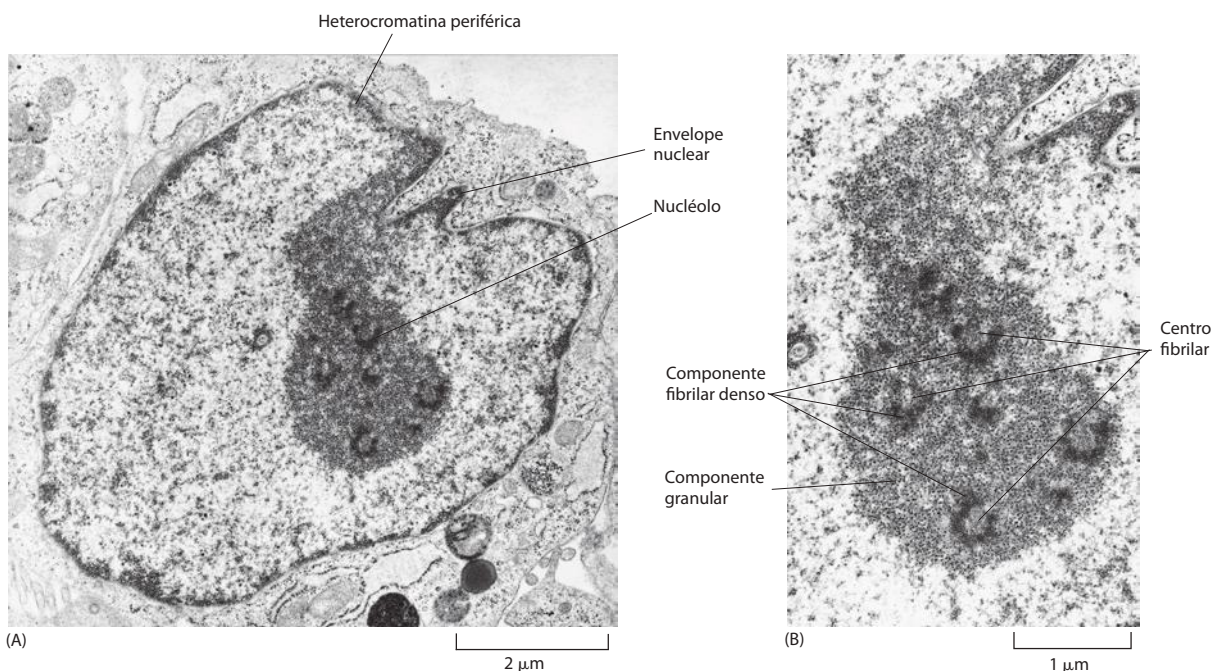 Heterocromatina periférica
Envelope
nuclear
Nucléolo
(A)
2 μm
Componente
fibrilar denso
Componente
granular
Centro
fibrilar
(B)
1 μm